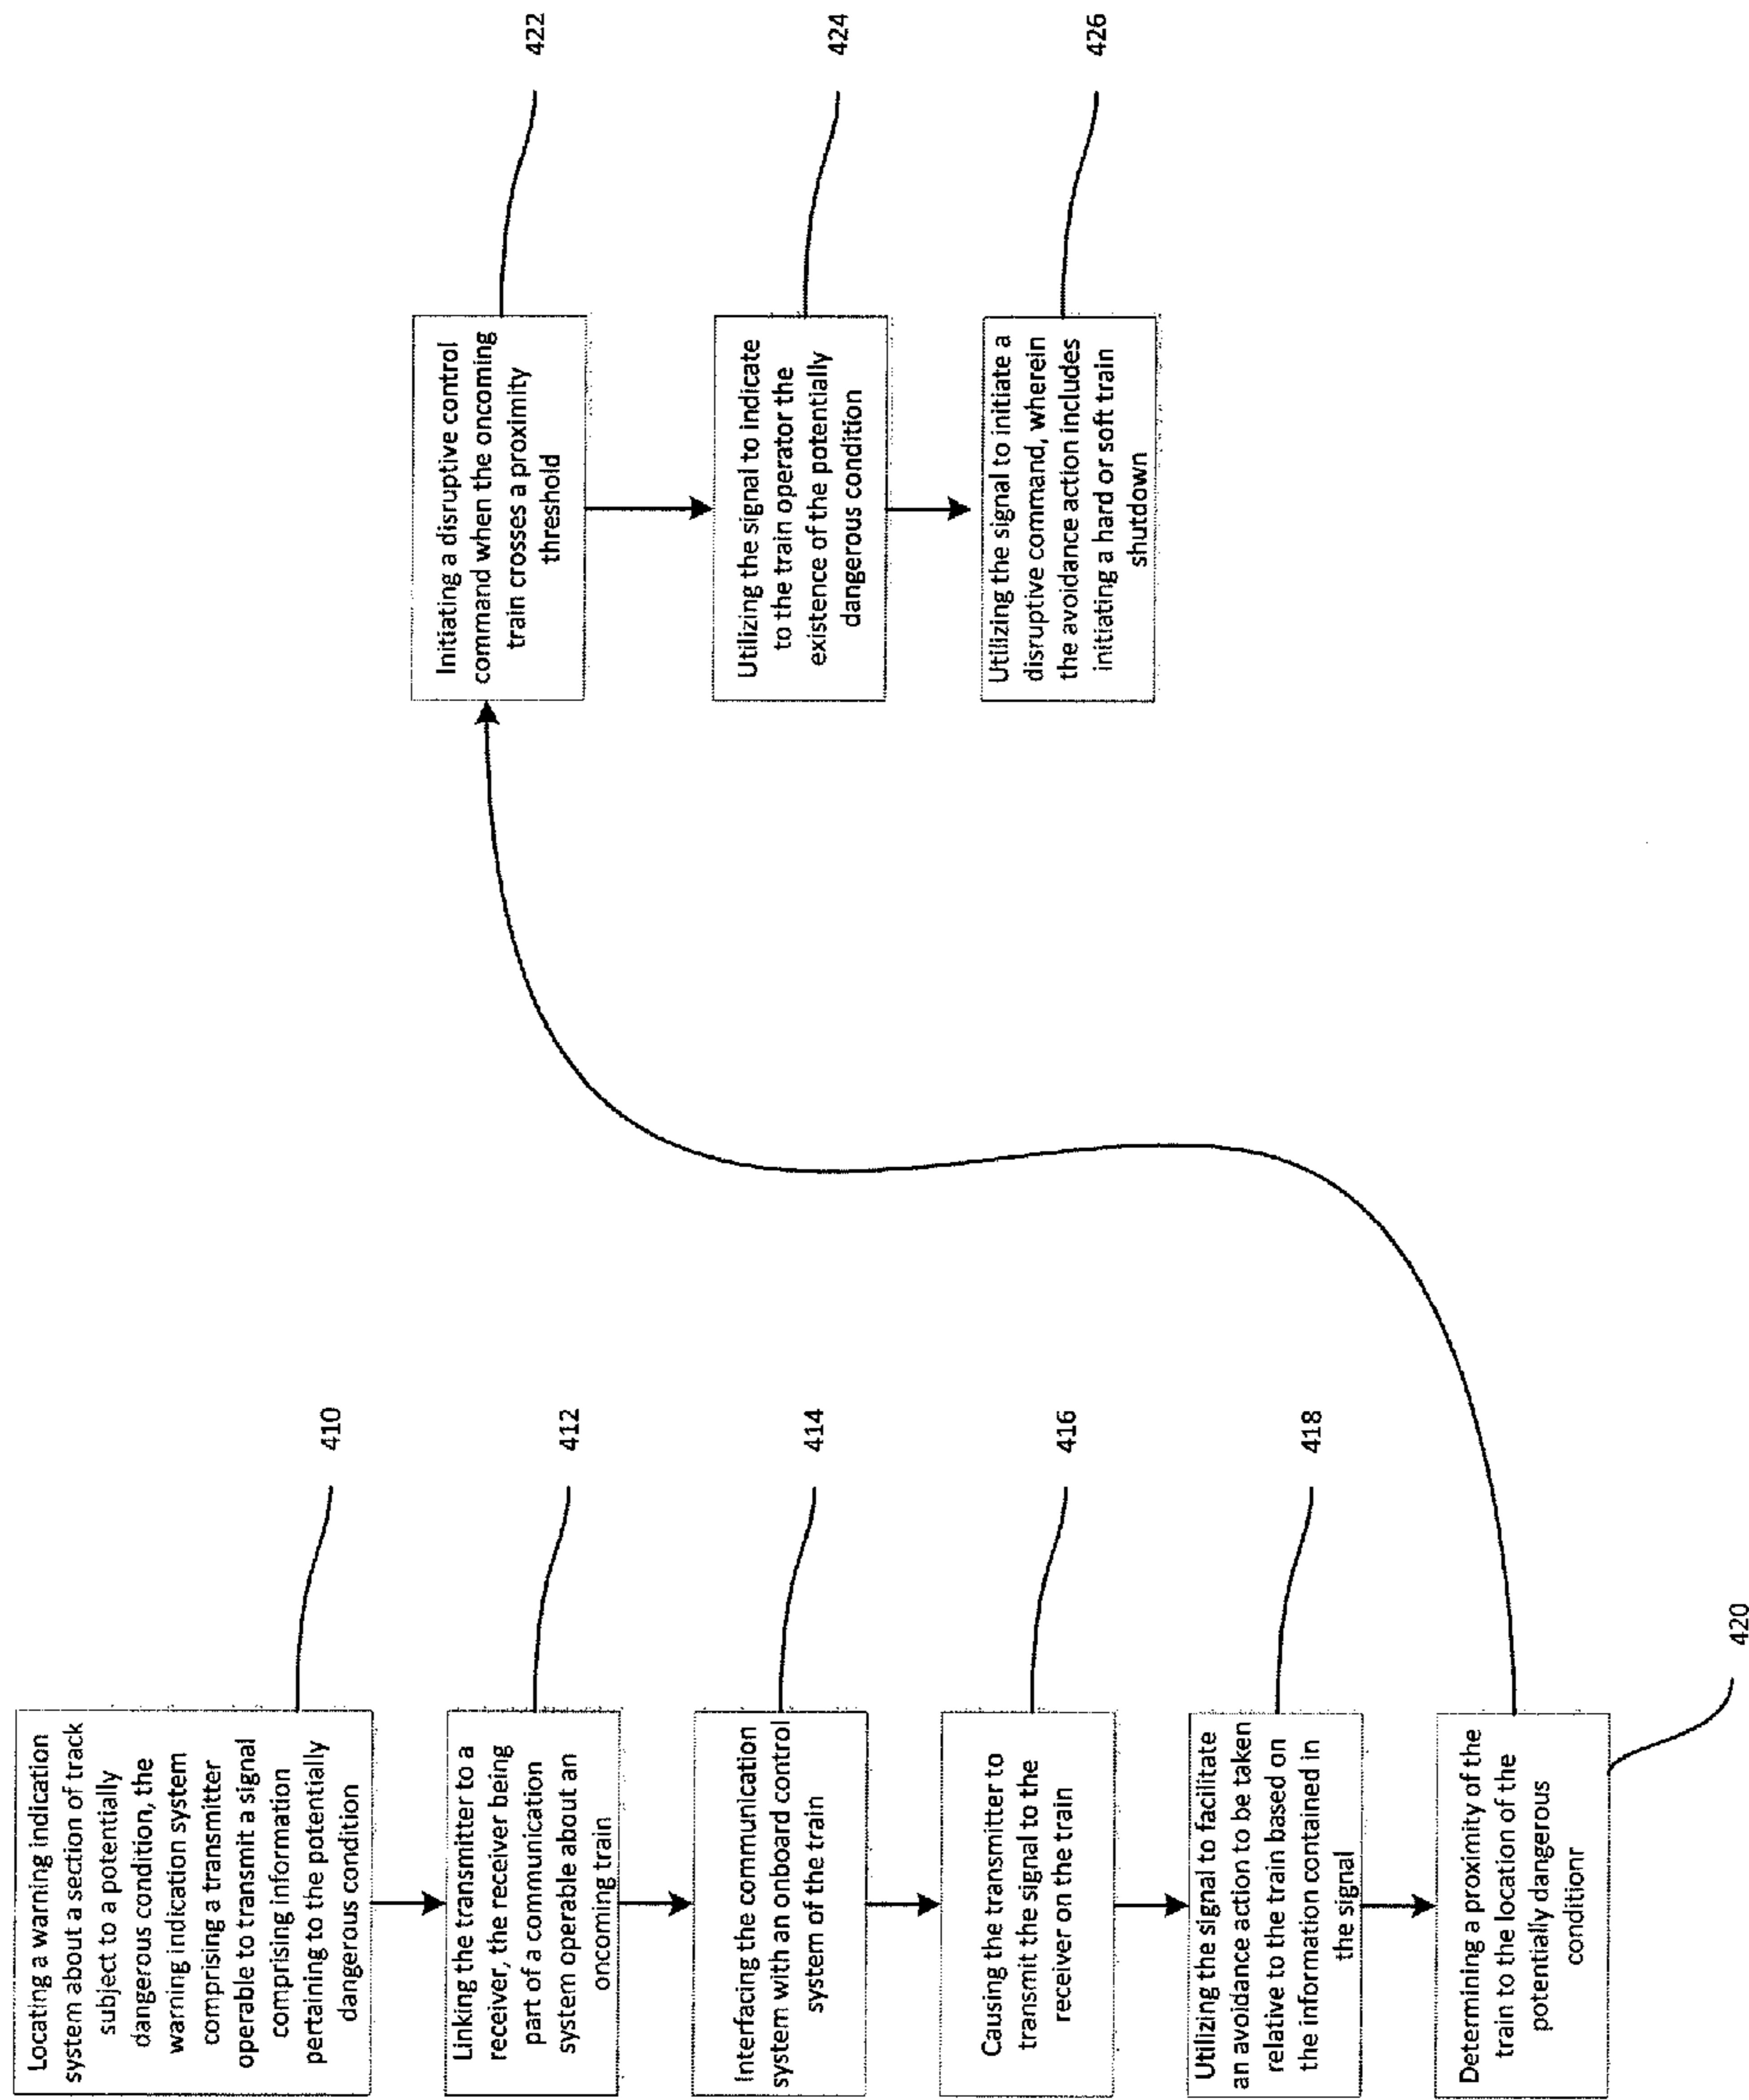 Locating a warning indication
system about a section of track
subject to a potentially
dangerous condition, the
warning indication system
comprising a transmitter
operable to transmit a signal
comprising information
pertaining to the potentially
dangerous condition
410
Linking the transmitter to a
receiver, the receiver being
part of a communication
system operable about an
oncoming train
412
Interfacing the communication
system with an onboard control
system of the train
414
Causing the transmitter to
transmit the signal to the
receiver on the train
416
Utilizing the signal to facilitate
an avoidance action to be taken
relative to the train based on
the information contained in
the signal
418
Determining a proximity of the
train to the location of the
potentially dangerous
conditionr
420
Initiating a disruptive control
command when the oncoming
train crosses a proximity
threshold
422
Utilizing the signal to indicate
to the train operator the
existence of the potentially
dangerous condition
424
Utilizing the signal to initiate a
disruptive command, wherein
the avoidance action includes
initiating a hard or soft train
shutdown
426